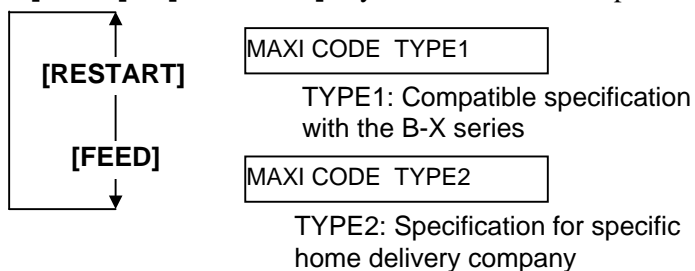 [RESTART]
[FEED]
MAXI CODE TYPE1
TYPE1: Compatible specification
with the B-X series
MAXI CODE TYPE2
TYPE2: Specification for specific
home delivery company